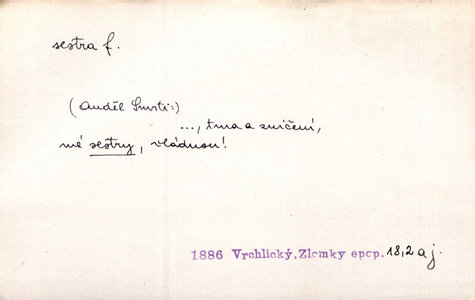 sestra f.
(Anděl Smrti:)
..., tma a zničení,
mé sestry, vládnou!
1886 Vrchlický, Zlomky epop. 18,2 a j.